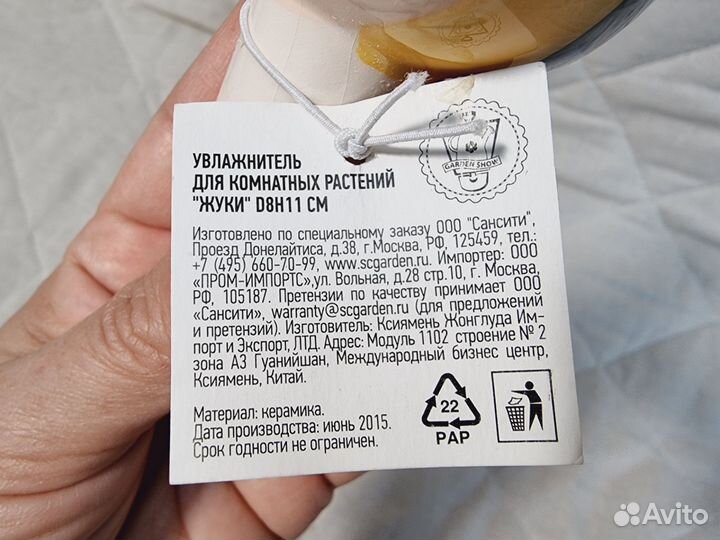 GARDEN SHOW
УВЛАЖНИТЕЛЬ
ДЛЯ КОМНАТНЫХ РАСТЕНИЙ
"ЖУКИ" D8H11 СМ
Изготовлено по специальному заказу ООО "Сансити",
Проезд Донелайтиса, д.38, г.Москва, РФ, 125459, тел.:
+7 (495) 660-70-99, www.scgarden.ru. Импортер: ООО
«ПРОМ-ИМПОРТС»,ул. Вольная, д.28 стр.10, г. Москва,
РФ, 105187. Претензии по качеству принимает ООО
«Сансити», warranty@scgarden.ru (для предложений
и претензий). Изготовитель: Ксиямен Жонглуда Им-
порт и Экспорт, ЛТД. Адрес: Модуль 1102 строение № 2
зона А3 Гуанийшан, Международный бизнес центр,
Ксиямень, Китай.
Материал: керамика.
Дата производства: июнь 2015.
Срок годности не ограничен.
22
PAP
Avito